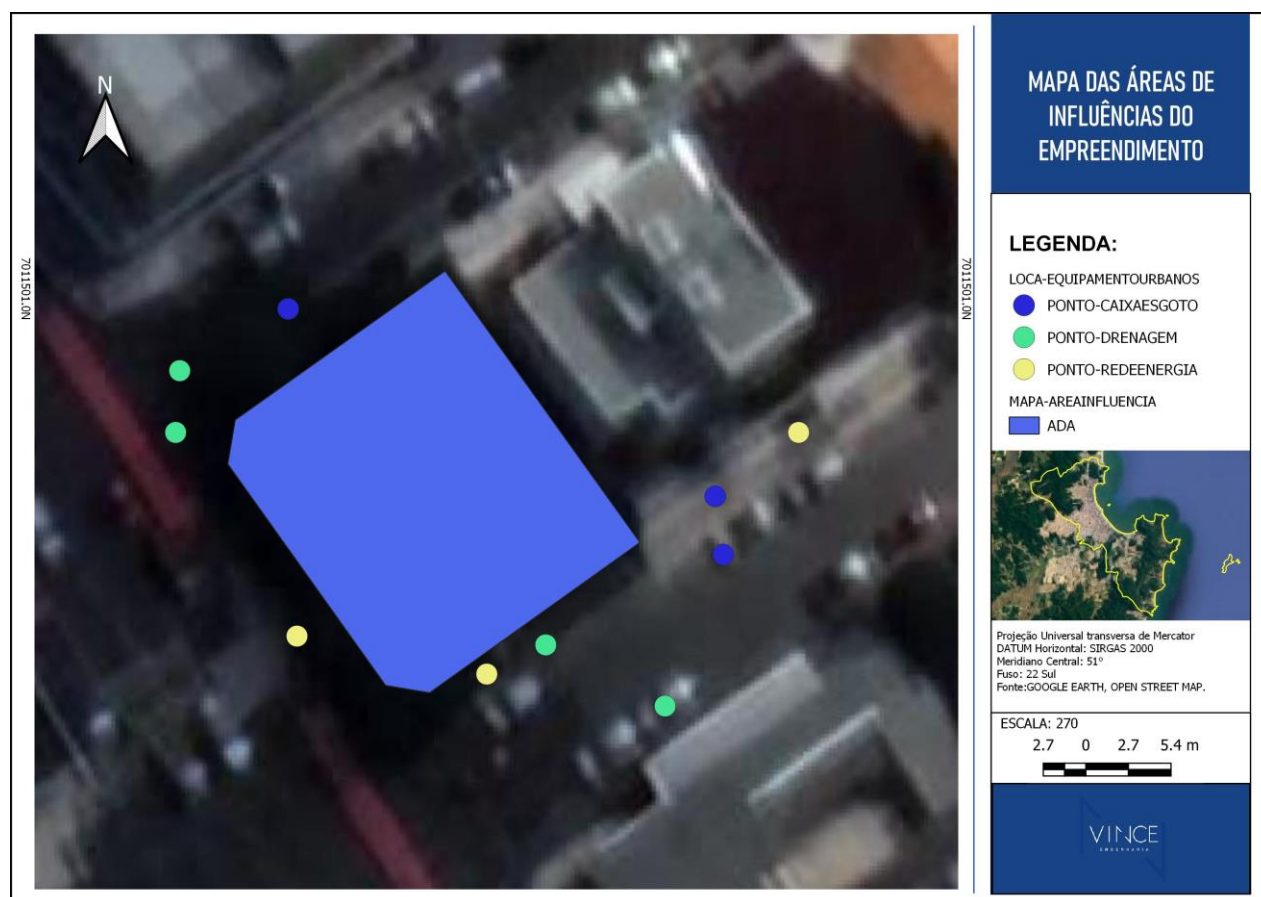 N
7011501.0N
7011501.0N
MAPA DAS ÁREAS DE
INFLUÊNCIAS DO
EMPREENDIMENTO
LEGENDA:
LOCA-EQUIPAMENTOURBANOS
PONTO-CAIXAESGOTO
PONTO-DRENAGEM
PONTO-REDEENERGIA
MAPA-AREAINFLUENCIA
ADA
Projeção Universal transversa de Mercator
DATUM Horizontal: SIRGAS 2000
Meridiano Central: 51°
Fuso: 22 Sul
Fonte:GOOGLE EARTH, OPEN STREET MAP.
ESCALA: 270
2.7 0 2.7 5.4 m
VINCE
ENGENHARIA